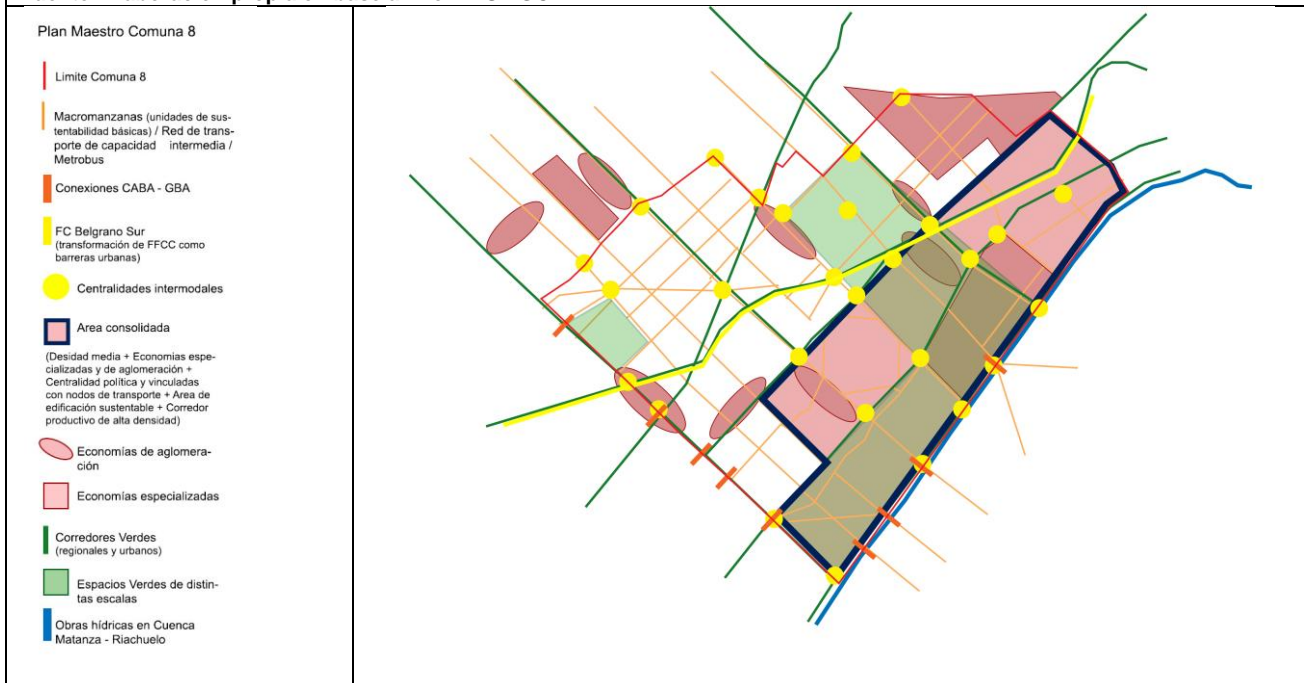 Plan Maestro Comuna 8
Limite Comuna 8
Macromanzanas (unidades de sus-
tentabilidad básicas) / Red de trans-
porte de capacidad intermedia /
Metrobus
Conexiones CABA - GBA
FC Belgrano Sur
(transformación de FFCC como
barreras urbanas)
Centralidades intermodales
Area consolidada
(Desidad media + Economías espe-
cializadas y de aglomeración +
Centralidad política y vinculadas
con nodos de transporte + Area de
edificación sustentable + Corredor
productivo de alta densidad)
Economías de aglomera-
ción
Economías especializadas
Corredores Verdes
(regionales y urbanos)
Espacios Verdes de distin-
tas escalas
Obras hídricas en Cuenca
Matanza - Riachuelo